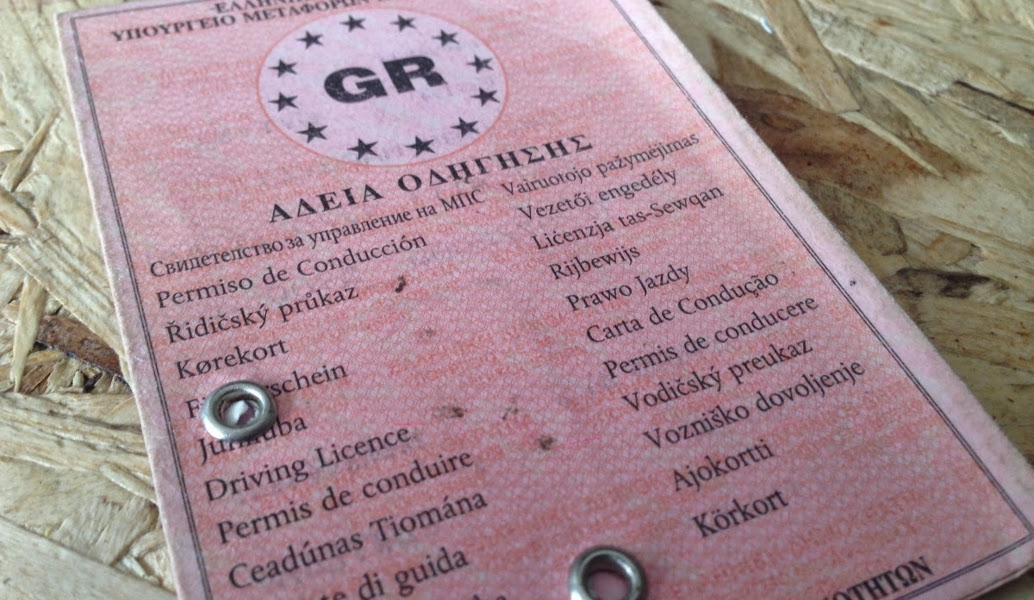 ΥΠΟΥΡΓΕΙΟ
GR
ΑΔΕΙΑ ΟΔΗΓΗΣΗΣ
Свидетелство за управление на МПС
Permiso de Conducción
Řidičský průkaz
Kørekort
Driving Licence
Permis de conduire
Ceadúnas Tiomána
di guida
Vairuotojo pažymėjimas
Vezetői engedély
Liċenzja tas-Sewqan
Rijbewijs
Prawo Jazdy
Carta de Condução
Permis de conducere
Vodičský preukaz
Vozniško dovoljenje
Ajokortti
Körkort